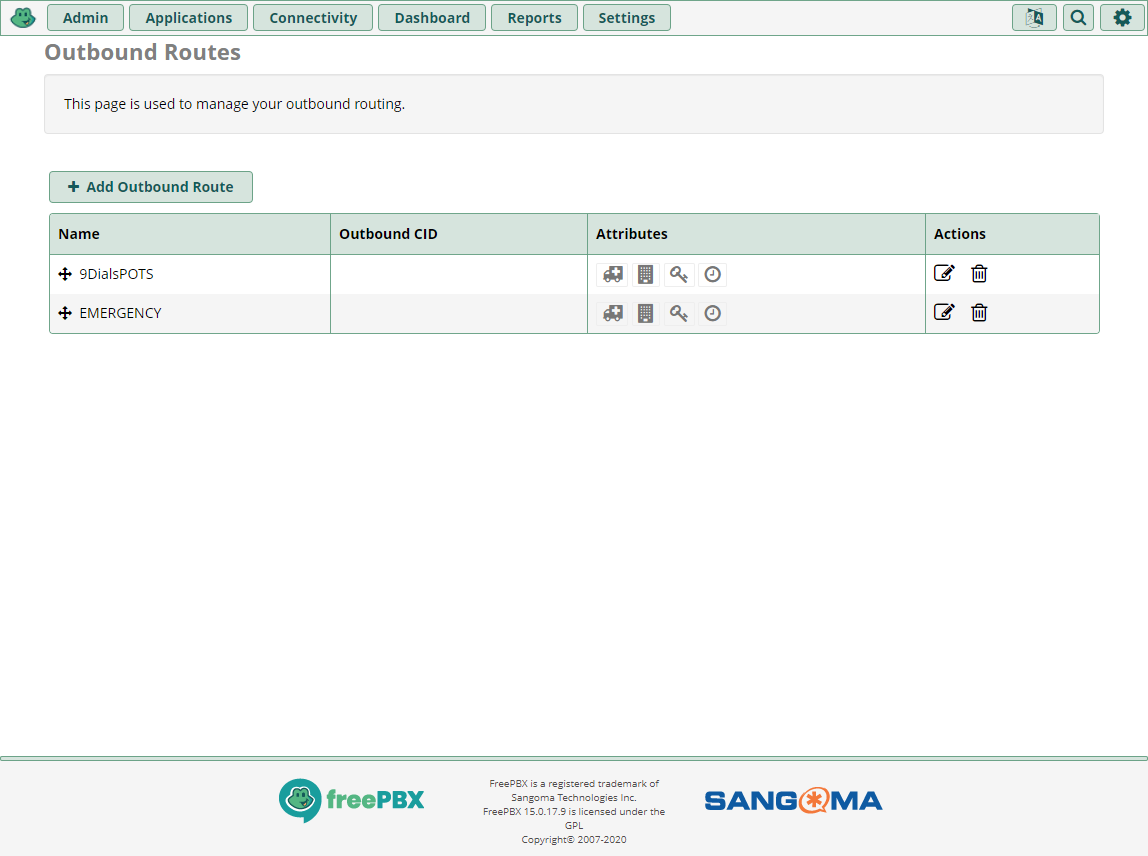 Admin Applications Connectivity Dashboard Reports Settings
Outbound Routes
This page is used to manage your outbound routing.
Add Outbound Route
Name Outbound CID Attributes Actions
9DialsPOTS
EMERGENCY
freePBX
FreePBX is a registered trademark of
Sangoma Technologies Inc.
FreePBX 15.0.17.9 is licensed under the
GPL
Copyright© 2007-2020
SANGOMA